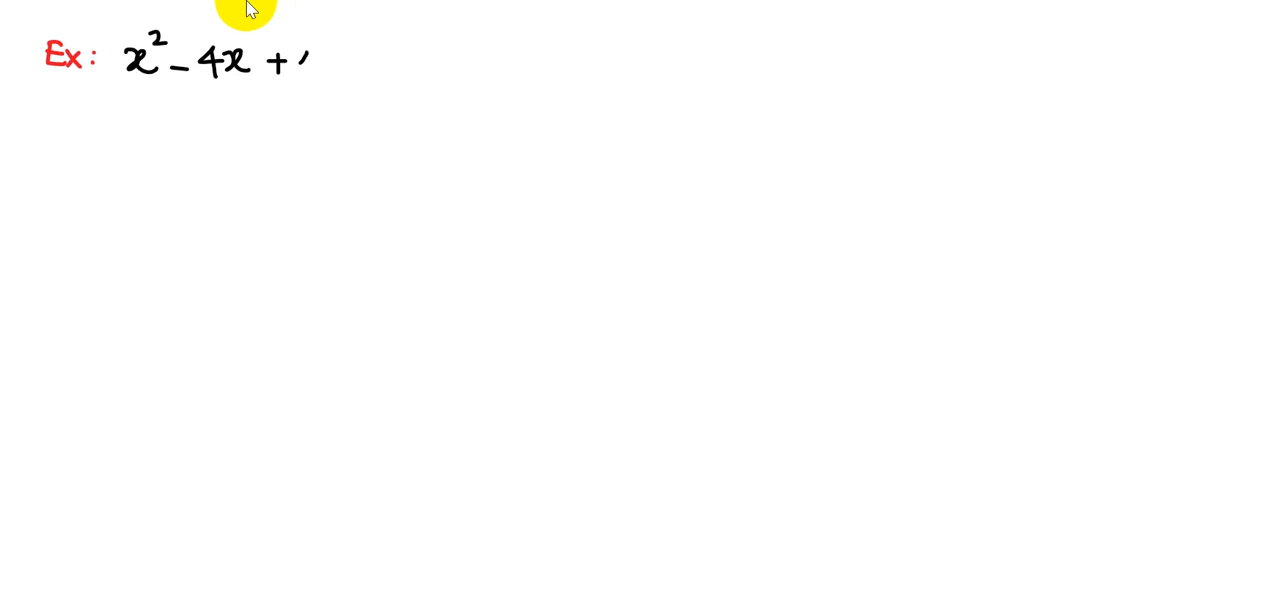 Ex: x² - 4x +